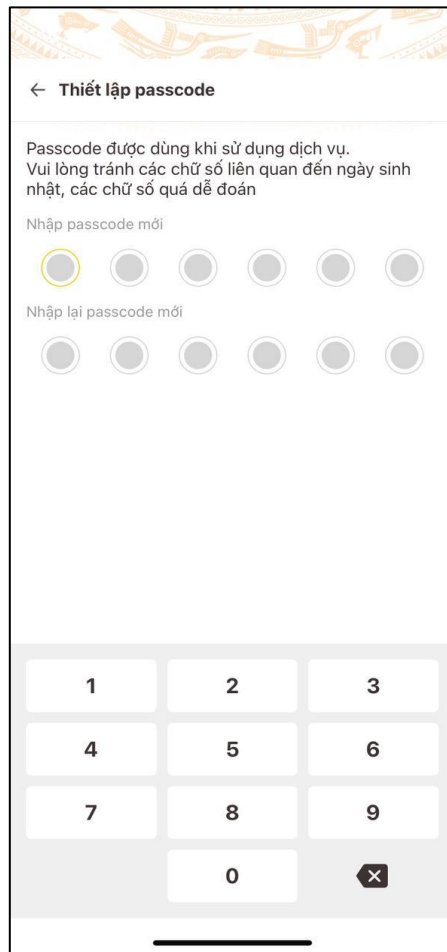 Thiết lập passcode
Passcode được dùng khi sử dụng dịch vụ.
Vui lòng tránh các chữ số liên quan đến ngày sinh
nhật, các chữ số quá dễ đoán
Nhập passcode mới
Nhập lại passcode mới
1 2 3
4 5 6
7 8 9
0